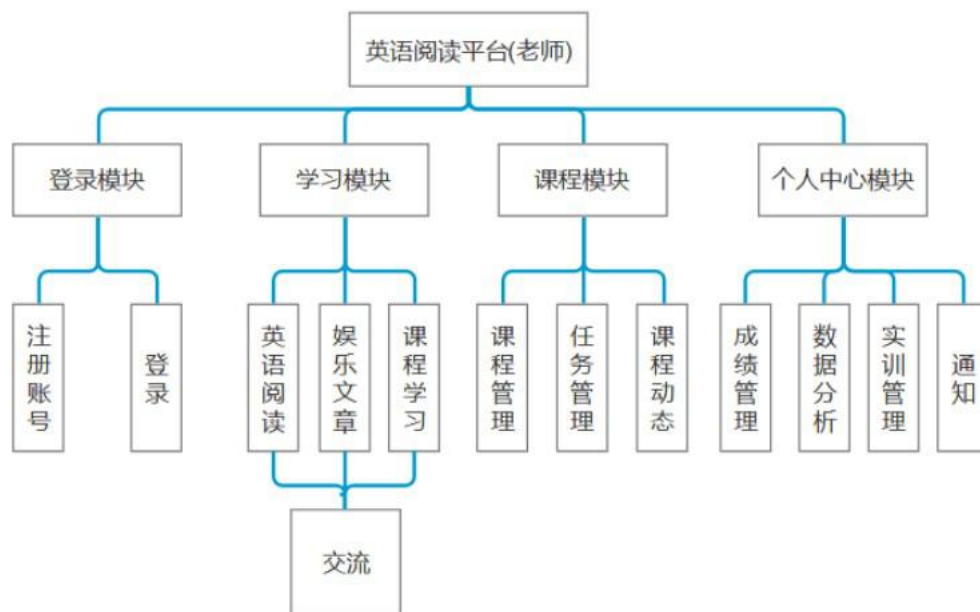 英语阅读平台(老师)
登录模块
学习模块
课程模块
个人中心模块
注册账号
登录
英语阅读
娱乐文章
课程学习
课程管理
任务管理
课程动态
成绩管理
数据分析
实训管理
通知
交流